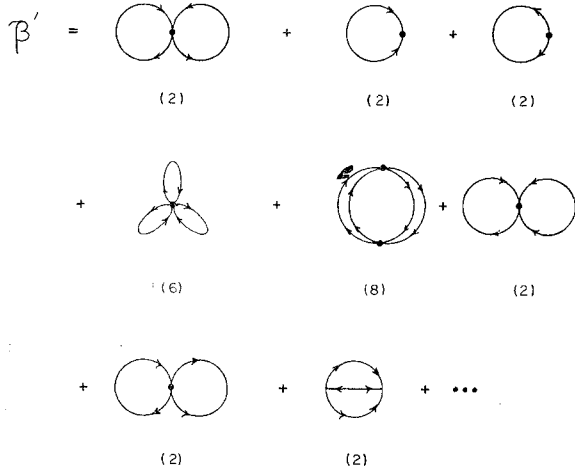 β' = + +
(2) (2) (2)
+ + +
(6) (8) (2)
+ + + •••
(2) (2)